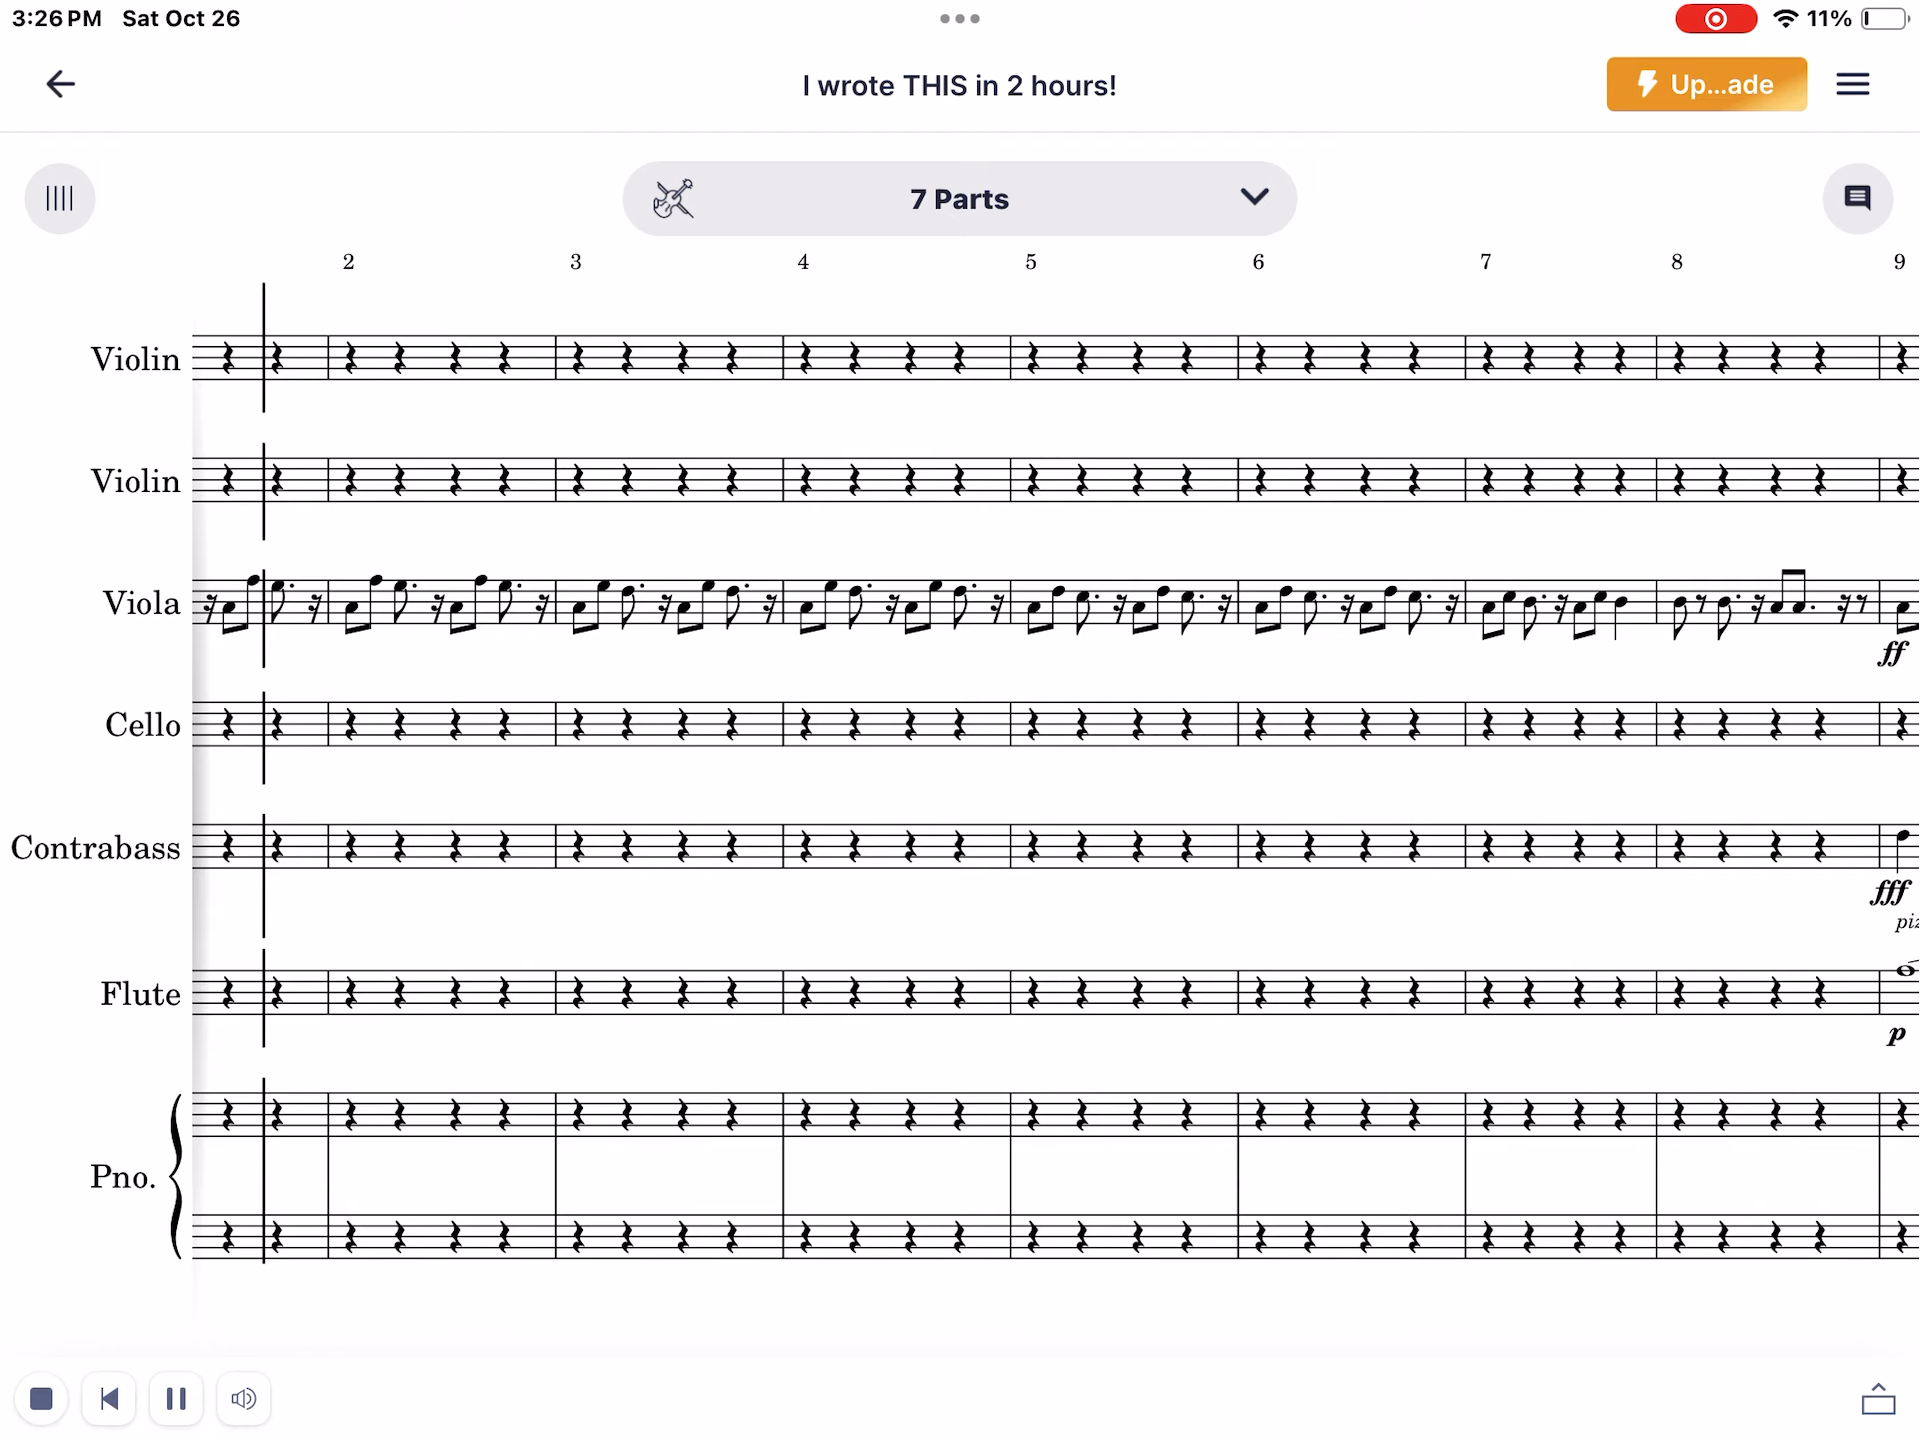 3:26 PM Sat Oct 26
11%
I wrote THIS in 2 hours!
Up...ade
7 Parts
2 3 4 5 6 7 8 9
Violin
Violin
Viola
ff
Cello
Contrabass
fff
piz
Flute
p
Pno.